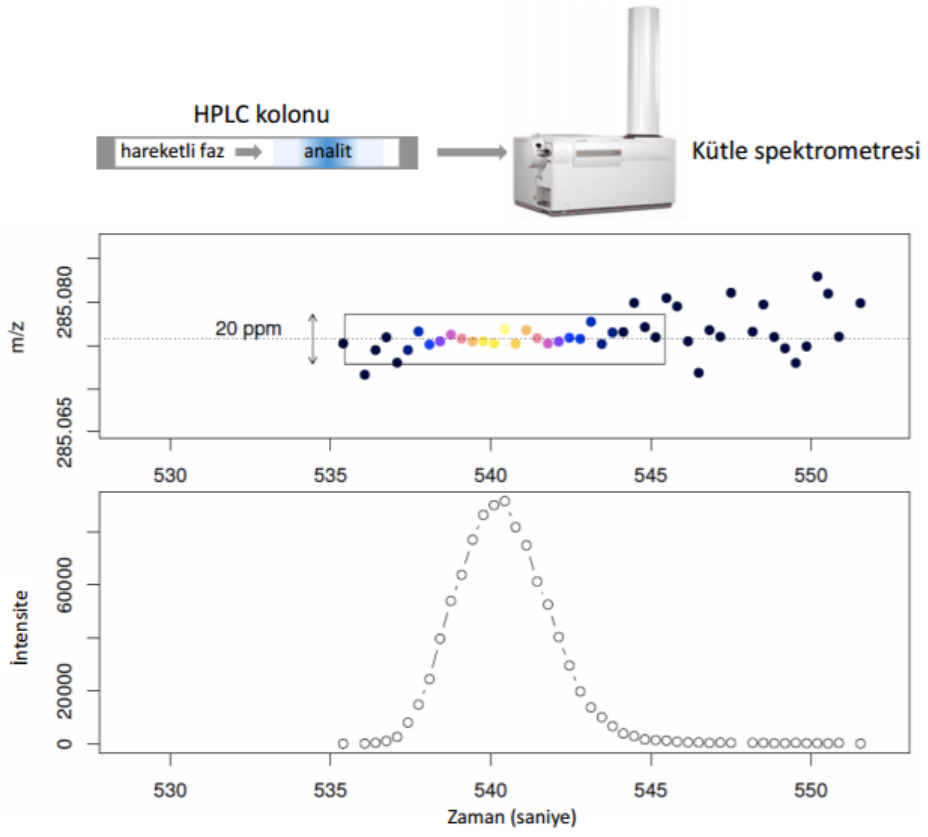 HPLC kolonu
hareketli faz
analit
Kütle spektrometresi
m/z
285.080
285.065
20 ppm
530 535 540 545 550
İntensite
60000
20000
0
530 535 540 545 550
Zaman (saniye)